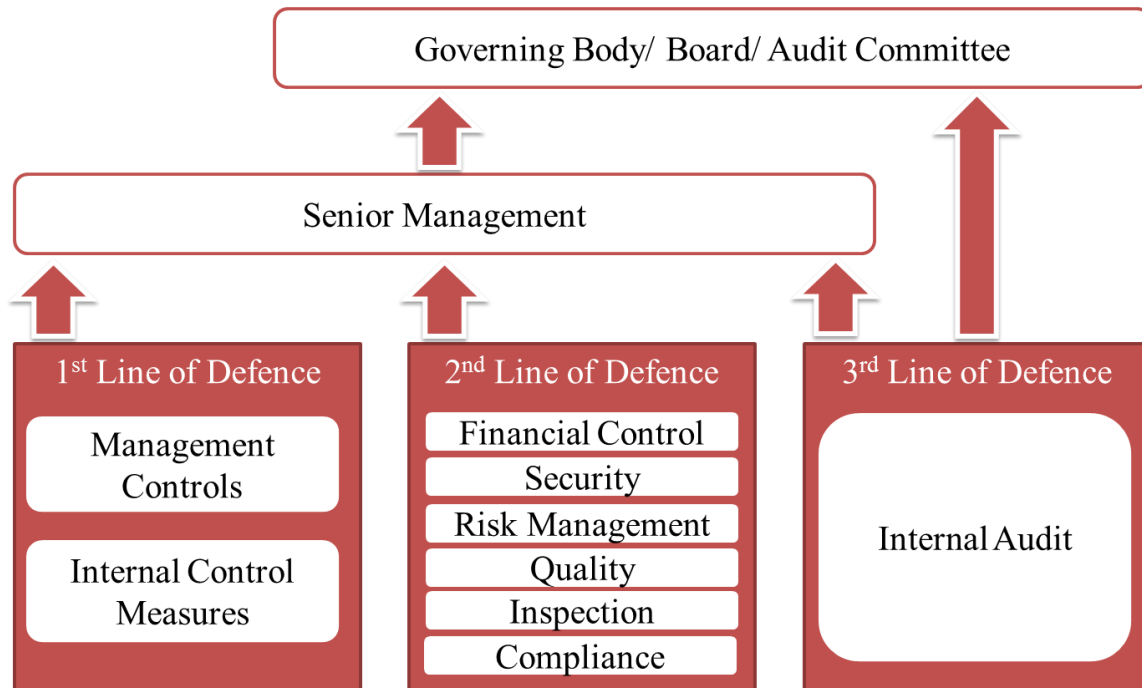 Governing Body/ Board/ Audit Committee
Senior Management
1st Line of Defence
Management
Controls
Internal Control
Measures
2nd Line of Defence
Financial Control
Security
Risk Management
Quality
Inspection
Compliance
3rd Line of Defence
Internal Audit